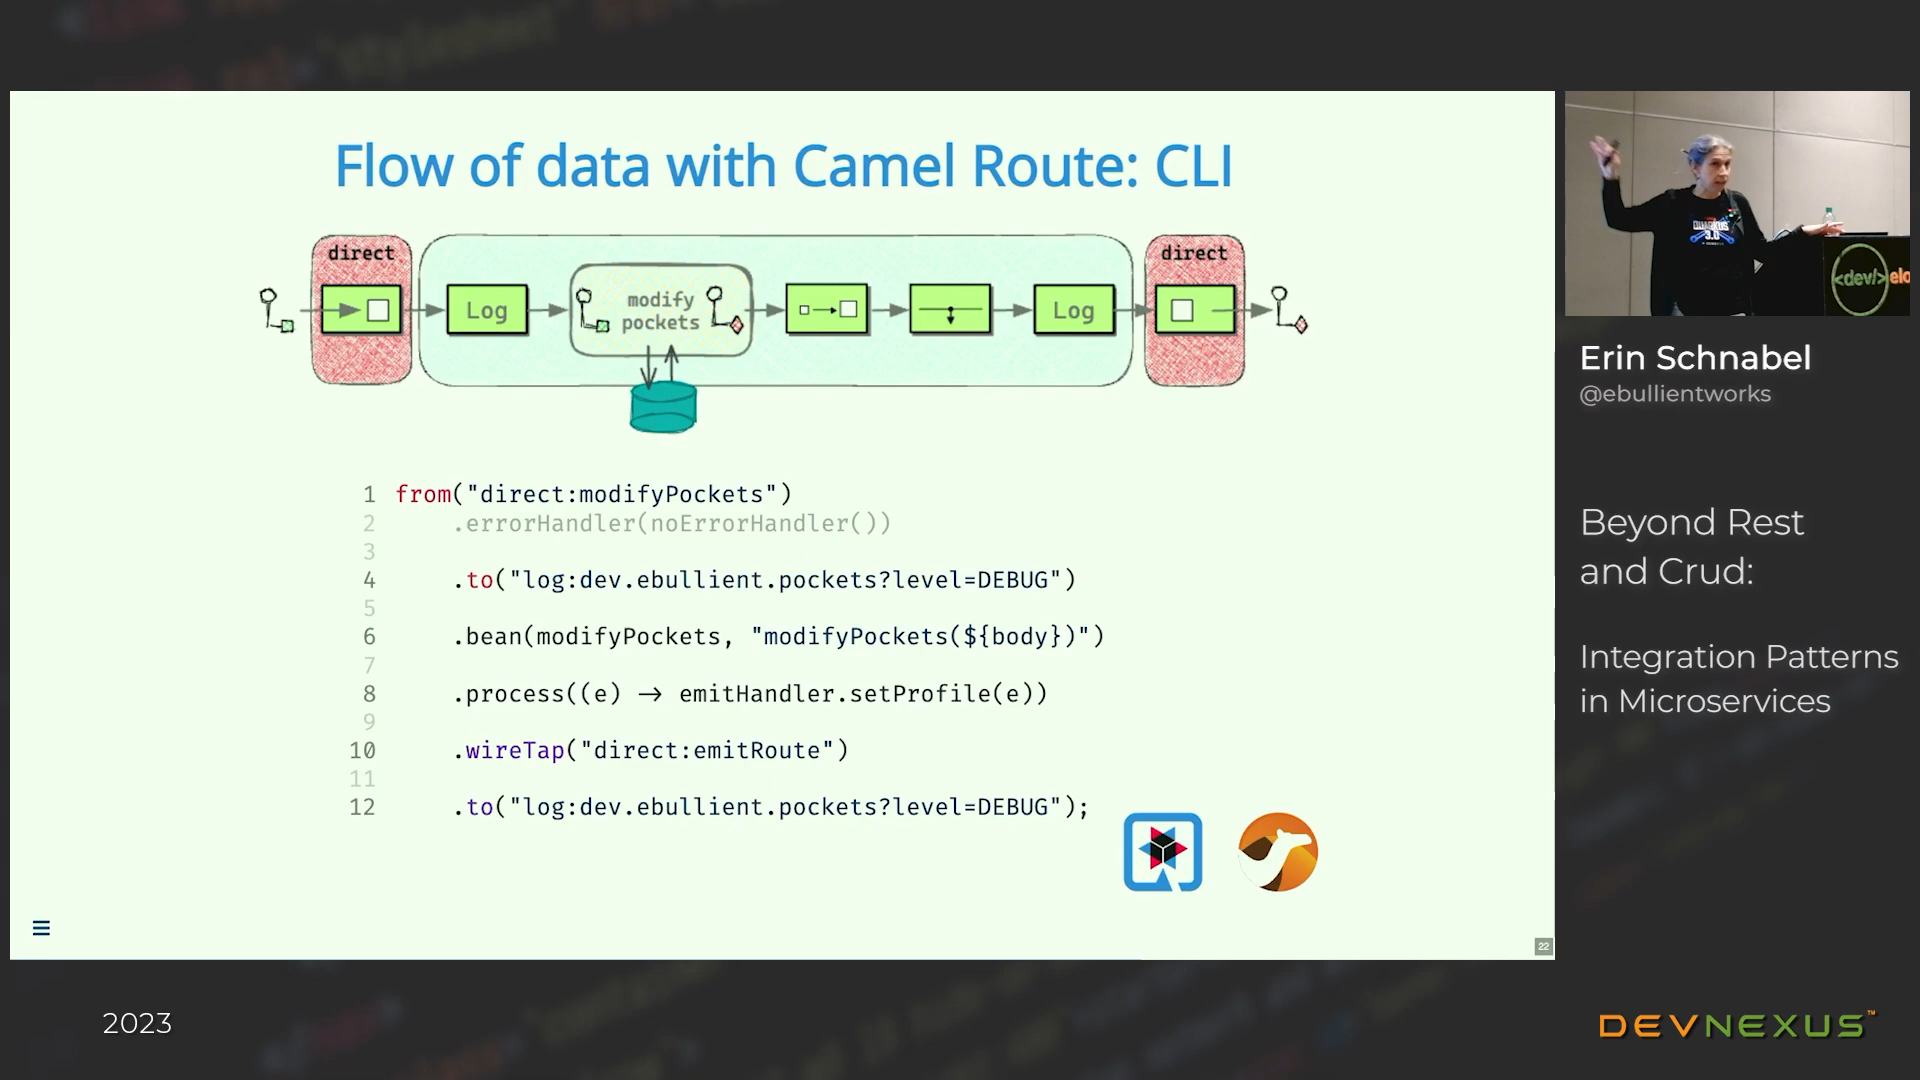 Flow of data with Camel Route: CLI
direct
Log
modify
pockets
Log
direct
1 from("direct:modifyPockets")
2 .errorHandler(noErrorHandler())
3
4 .to("log:dev.ebullient.pockets?level=DEBUG")
5
6 .bean(modifyPockets, "modifyPockets(${body})")
7
8 .process((e) → emitHandler.setProfile(e))
9
10 .wireTap("direct:emitRoute")
11
12 .to("log:dev.ebullient.pockets?level=DEBUG");
22
<dev/>
Erin Schnabel
@ebullientworks
Beyond Rest
and Crud:
Integration Patterns
in Microservices
2023
DEVNEXUS™